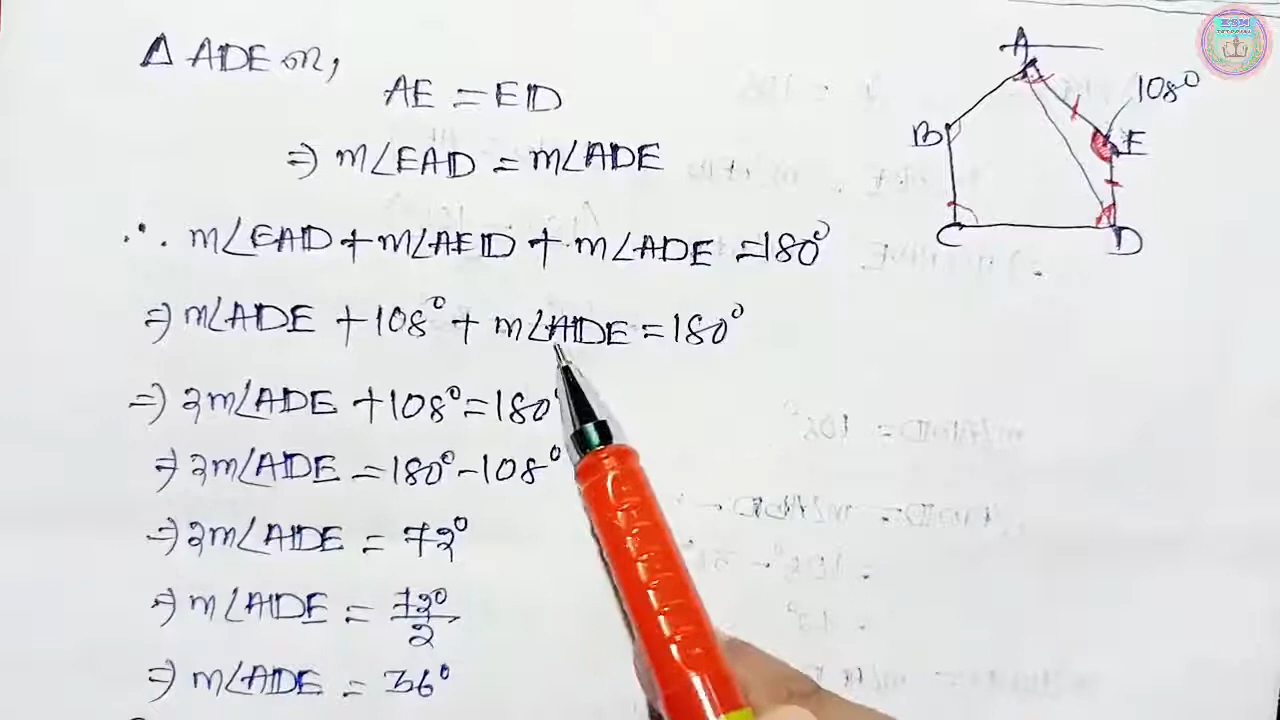 Δ ADE ରେ,
AE = ED
⇒ m∠EAD = m∠ADE
∴ m∠EAD + m∠AED + m∠ADE = 180°
⇒ m∠ADE + 108° + m∠ADE = 180°
⇒ 2m∠ADE + 108° = 180°
⇒ 2m∠ADE = 180° - 108°
⇒ 2m∠ADE = 72°
⇒ m∠ADE = 72°/2
⇒ m∠ADE = 36°
A
108°
B
E
C
D
KSM